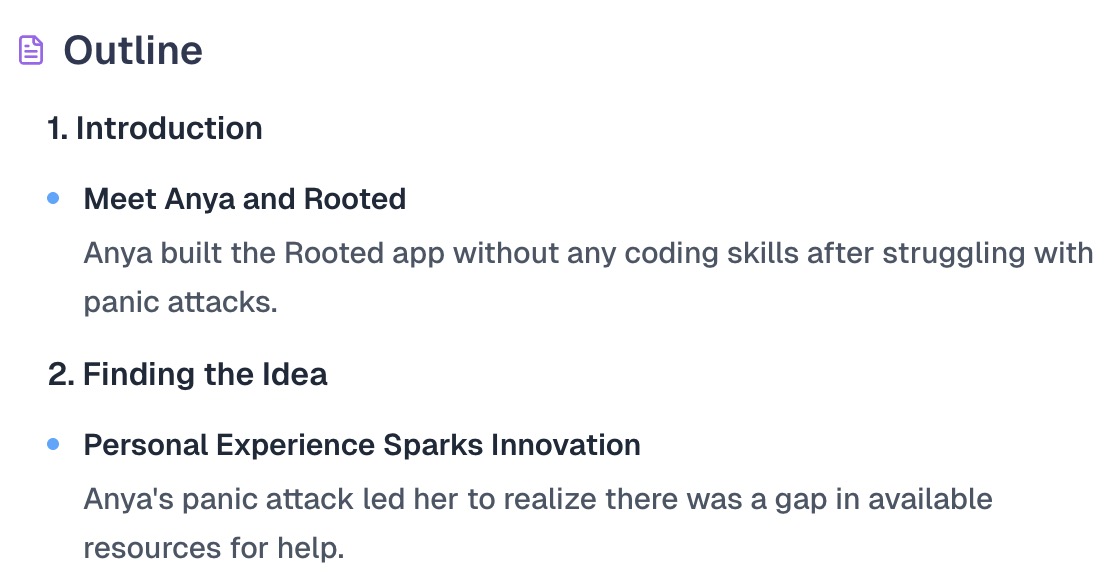 Outline
1. Introduction
Meet Anya and Rooted
Anya built the Rooted app without any coding skills after struggling with
panic attacks.
2. Finding the Idea
Personal Experience Sparks Innovation
Anya's panic attack led her to realize there was a gap in available
resources for help.